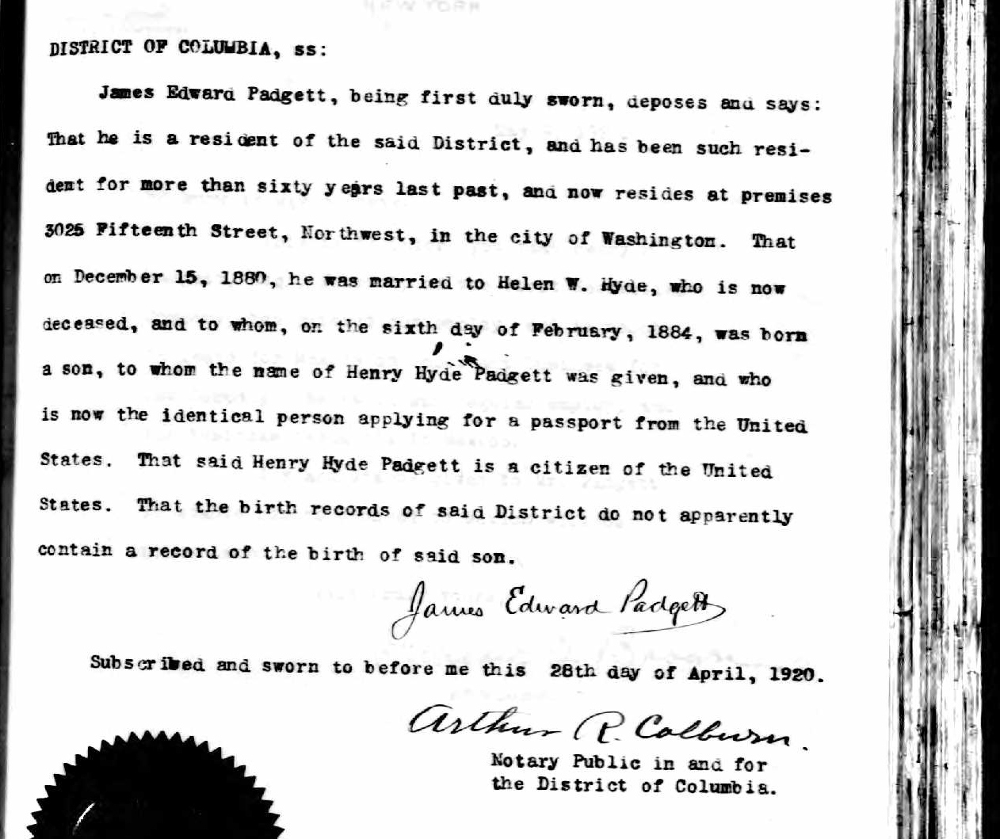 DISTRICT OF COLUMBIA, ss:
James Edward Padgett, being first duly sworn, deposes and says:
That he is a resident of the said District, and has been such resi-
dent for more than sixty years last past, and now resides at premises
3025 Fifteenth Street, Northwest, in the city of Washington. That
on December 15, 1880, he was married to Helen W. Hyde, who is now
deceased, and to whom, on the sixth day of February, 1884, was born
a son, to whom the name of Henry Hyde Padgett was given, and who
is now the identical person applying for a passport from the United
States. That said Henry Hyde Padgett is a citizen of the United
States. That the birth records of said District do not apparently
contain a record of the birth of said son.
James Edward Padgett
Subscribed and sworn to before me this 28th day of April, 1920.
Arthur R. Colburn.
Notary Public in and for
the District of Columbia.